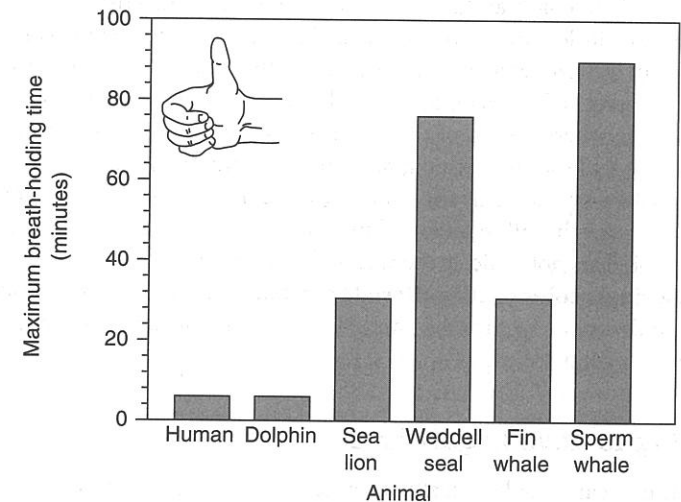 Maximum breath-holding time
(minutes)
100
80
60
40
20
0
Human Dolphin Sea lion Weddell seal Fin whale Sperm whale
Animal